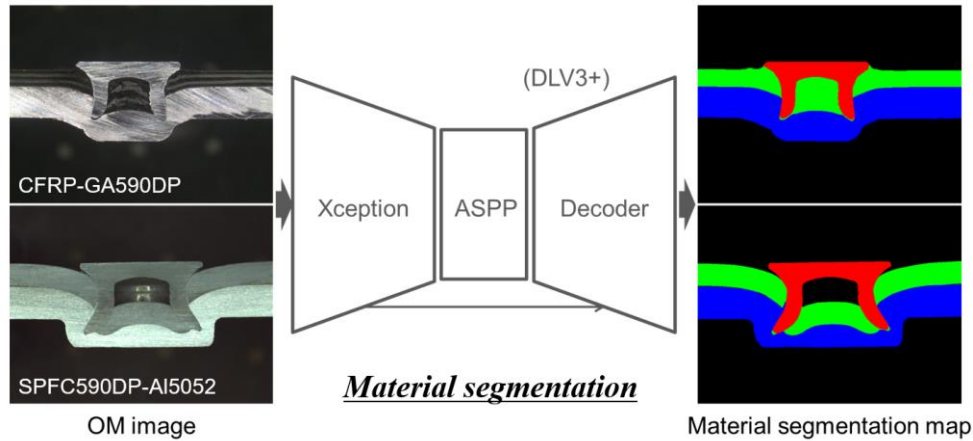 (DLV3+)
CFRP-GA590DP
Xception
ASPP
Decoder
SPFC590DP-Al5052
Material segmentation
OM image
Material segmentation map